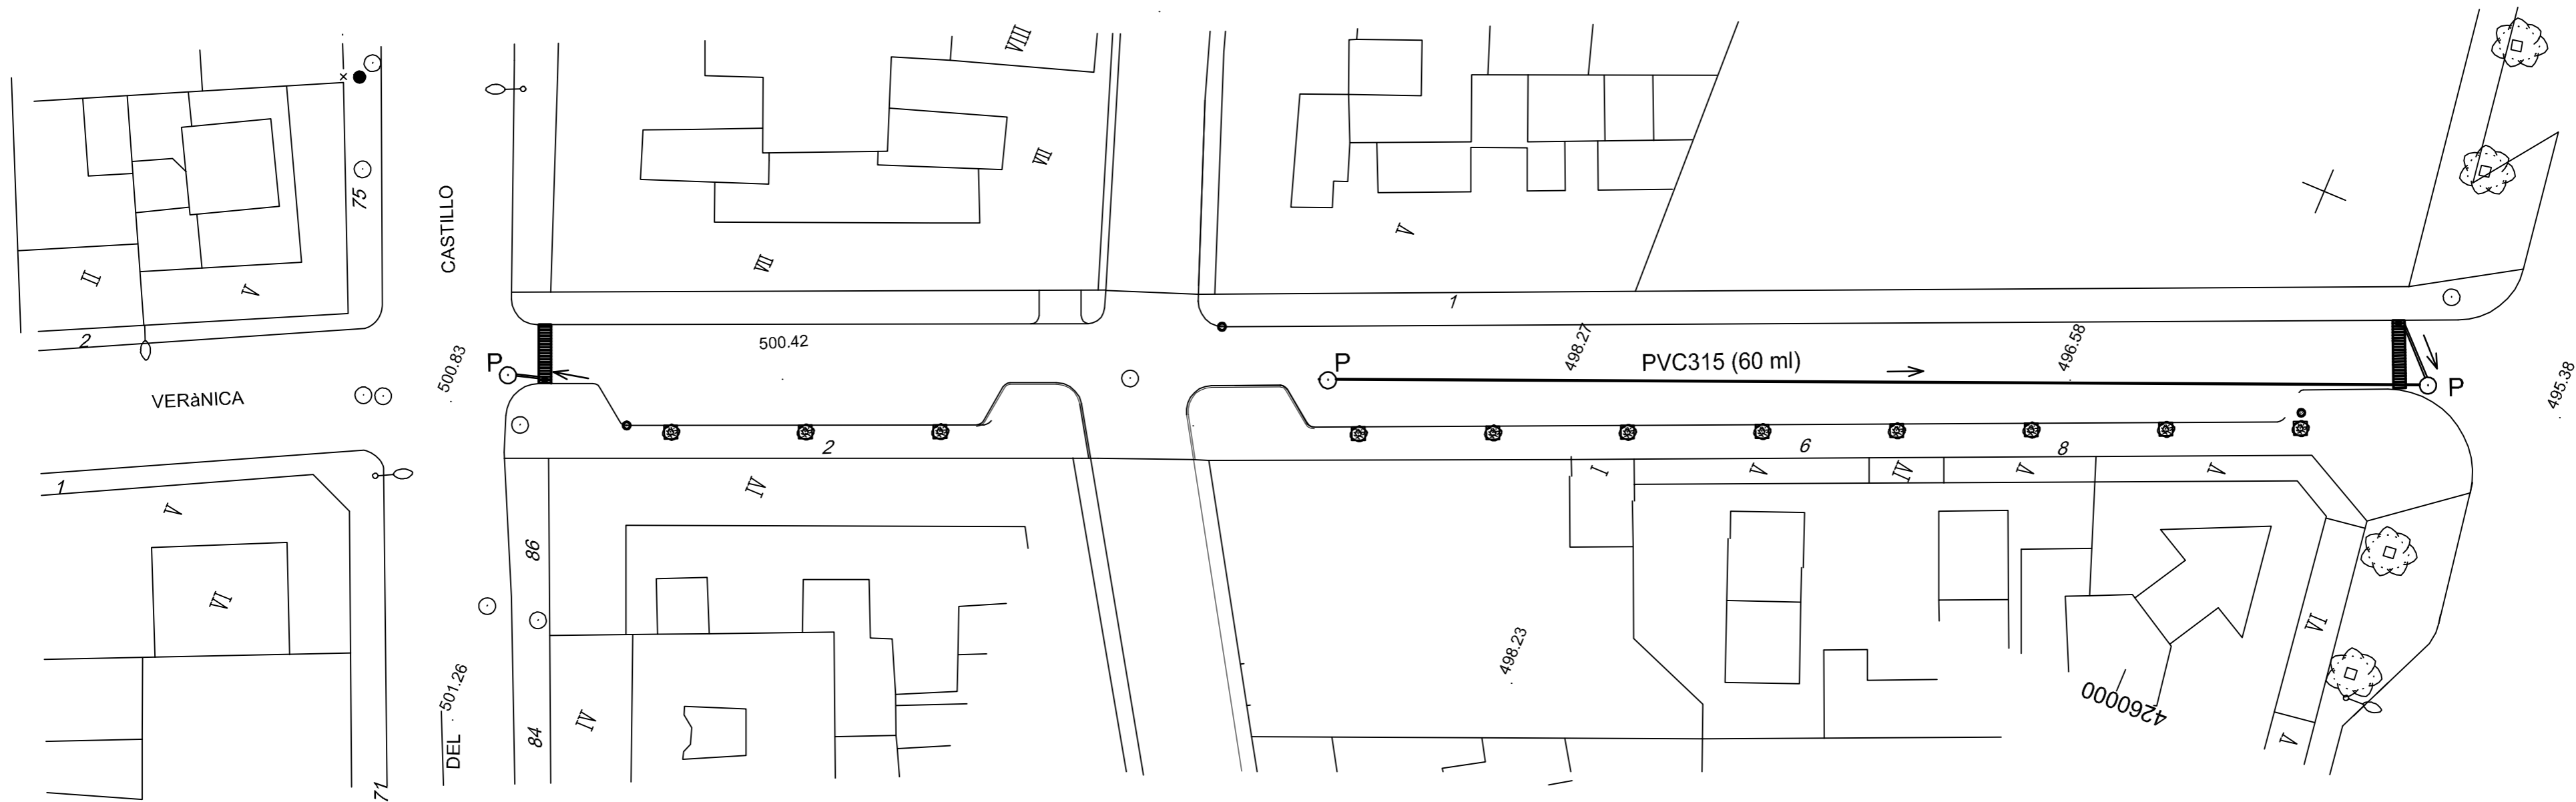 VIII
VII
VII
75
CASTILLO
II
V
2
V
1
500.83
P
500.42
P
498.27
PVC315 (60 ml)
496.58
P
495.38
VERàNICA
2
6
8
1
V
IV
I
V
IV
V
V
86
VI
498.23
VI
501.26
DEL
84
IV
4260000
V
71